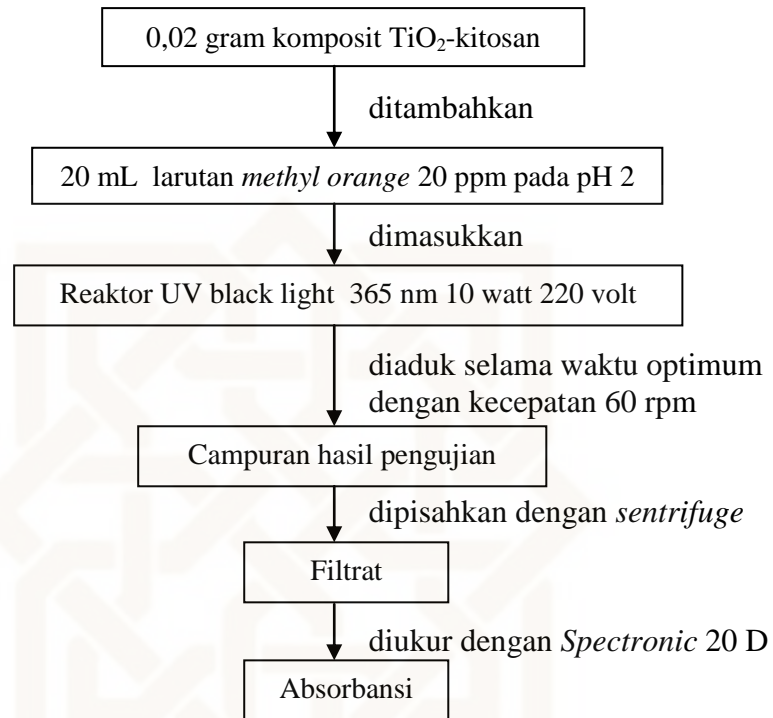 0,02 gram komposit TiO₂-kitosan
ditambahkan
20 mL larutan methyl orange 20 ppm pada pH 2
dimasukkan
Reaktor UV black light 365 nm 10 watt 220 volt
diaduk selama waktu optimum
dengan kecepatan 60 rpm
Campuran hasil pengujian
dipisahkan dengan sentrifuge
Filtrat
diukur dengan Spectronic 20 D
Absorbansi